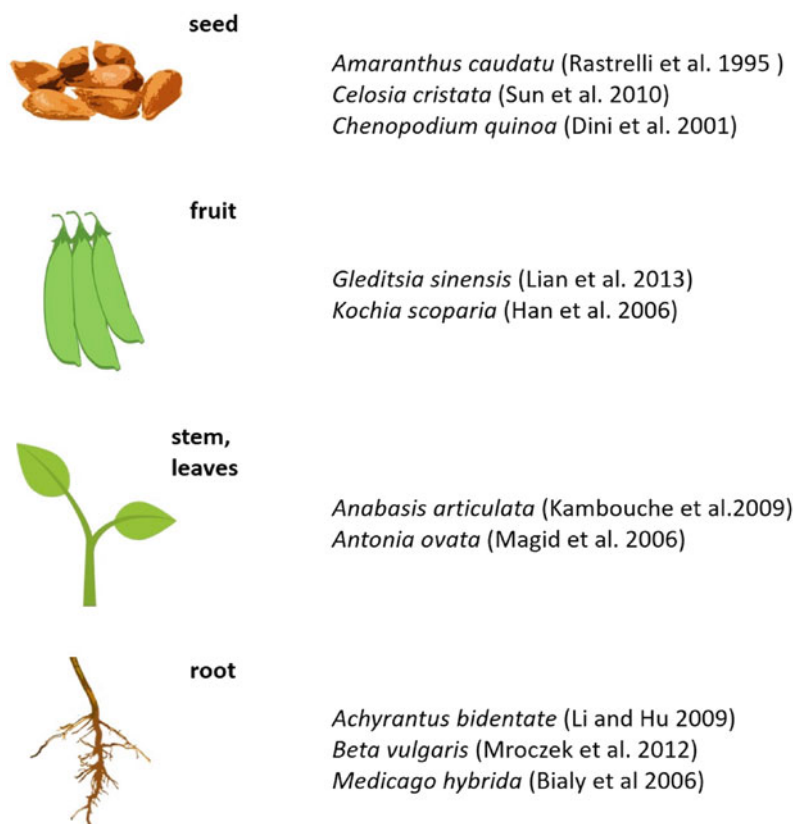 seed
Amaranthus caudatu (Rastrelli et al. 1995 )
Celosia cristata (Sun et al. 2010)
Chenopodium quinoa (Dini et al. 2001)
fruit
Gleditsia sinensis (Lian et al. 2013)
Kochia scoparia (Han et al. 2006)
stem,
leaves
Anabasis articulata (Kambouche et al.2009)
Antonia ovata (Magid et al. 2006)
root
Achyrantus bidentate (Li and Hu 2009)
Beta vulgaris (Mroczek et al. 2012)
Medicago hybrida (Bialy et al 2006)